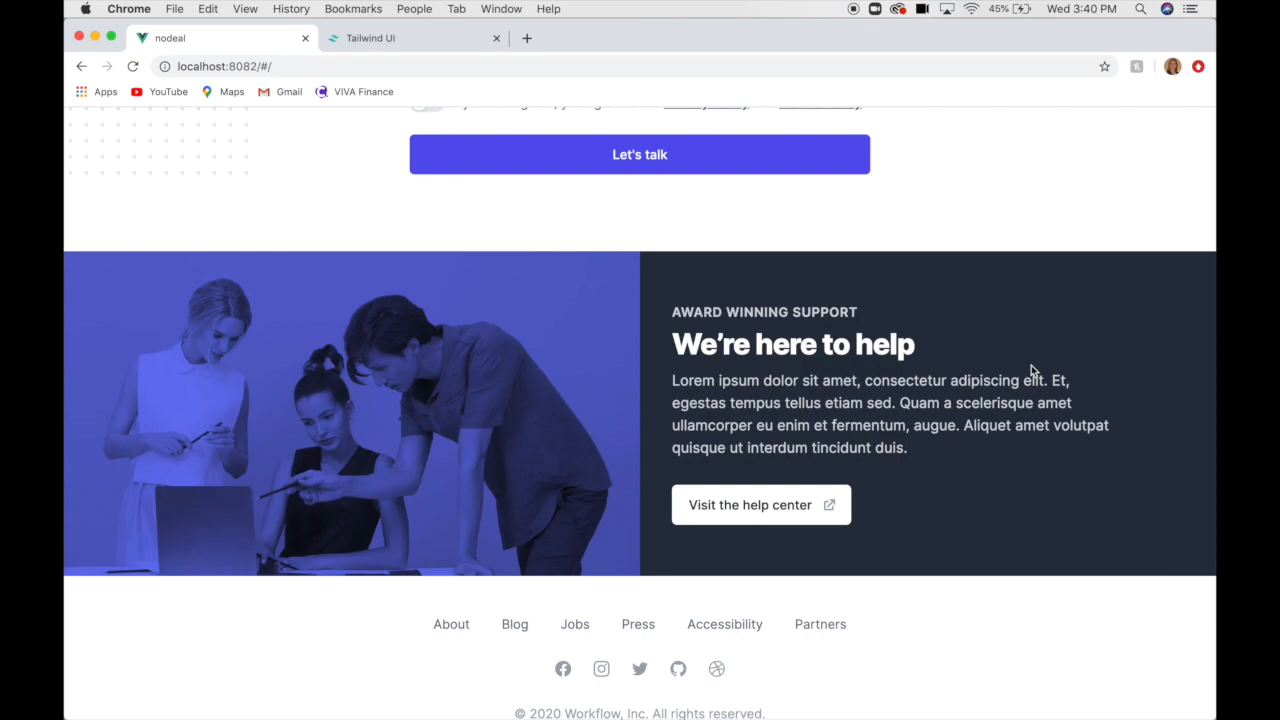 Chrome File Edit View History Bookmarks People Tab Window Help 45% Wed 3:40 PM
nodeal Tailwind UI
localhost:8082/#/
Apps YouTube Maps Gmail VIVA Finance
Let's talk
AWARD WINNING SUPPORT
We’re here to help
Lorem ipsum dolor sit amet, consectetur adipiscing elit. Et,
egestas tempus tellus etiam sed. Quam a scelerisque amet
ullamcorper eu enim et fermentum, augue. Aliquet amet volutpat
quisque ut interdum tincidunt duis.
Visit the help center
About Blog Jobs Press Accessibility Partners
© 2020 Workflow, Inc. All rights reserved.